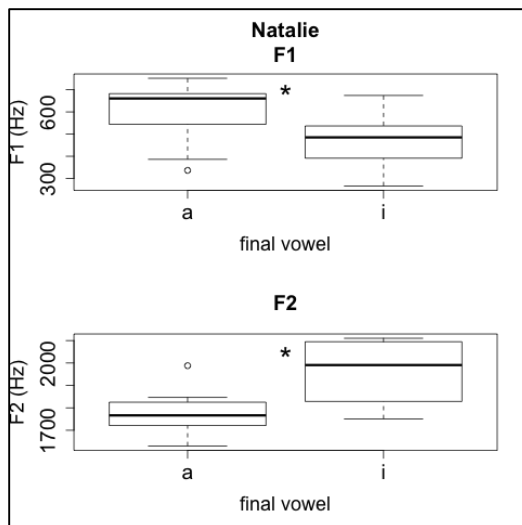 Natalie
F1
*
F1 (Hz)
600
300
a i
final vowel
F2
*
F2 (Hz)
2000
1700
a i
final vowel